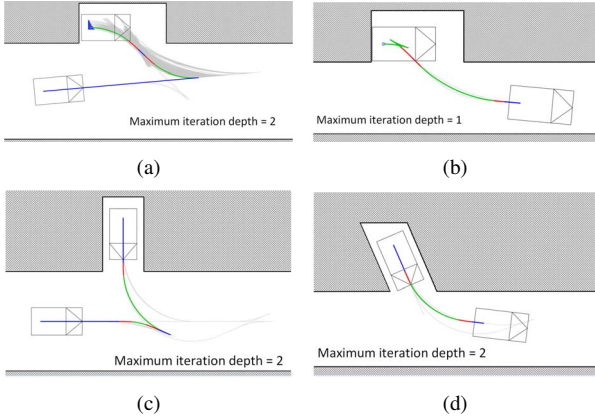 Maximum iteration depth = 2
(a)
Maximum iteration depth = 1
(b)
Maximum iteration depth = 2
(c)
Maximum iteration depth = 2
(d)